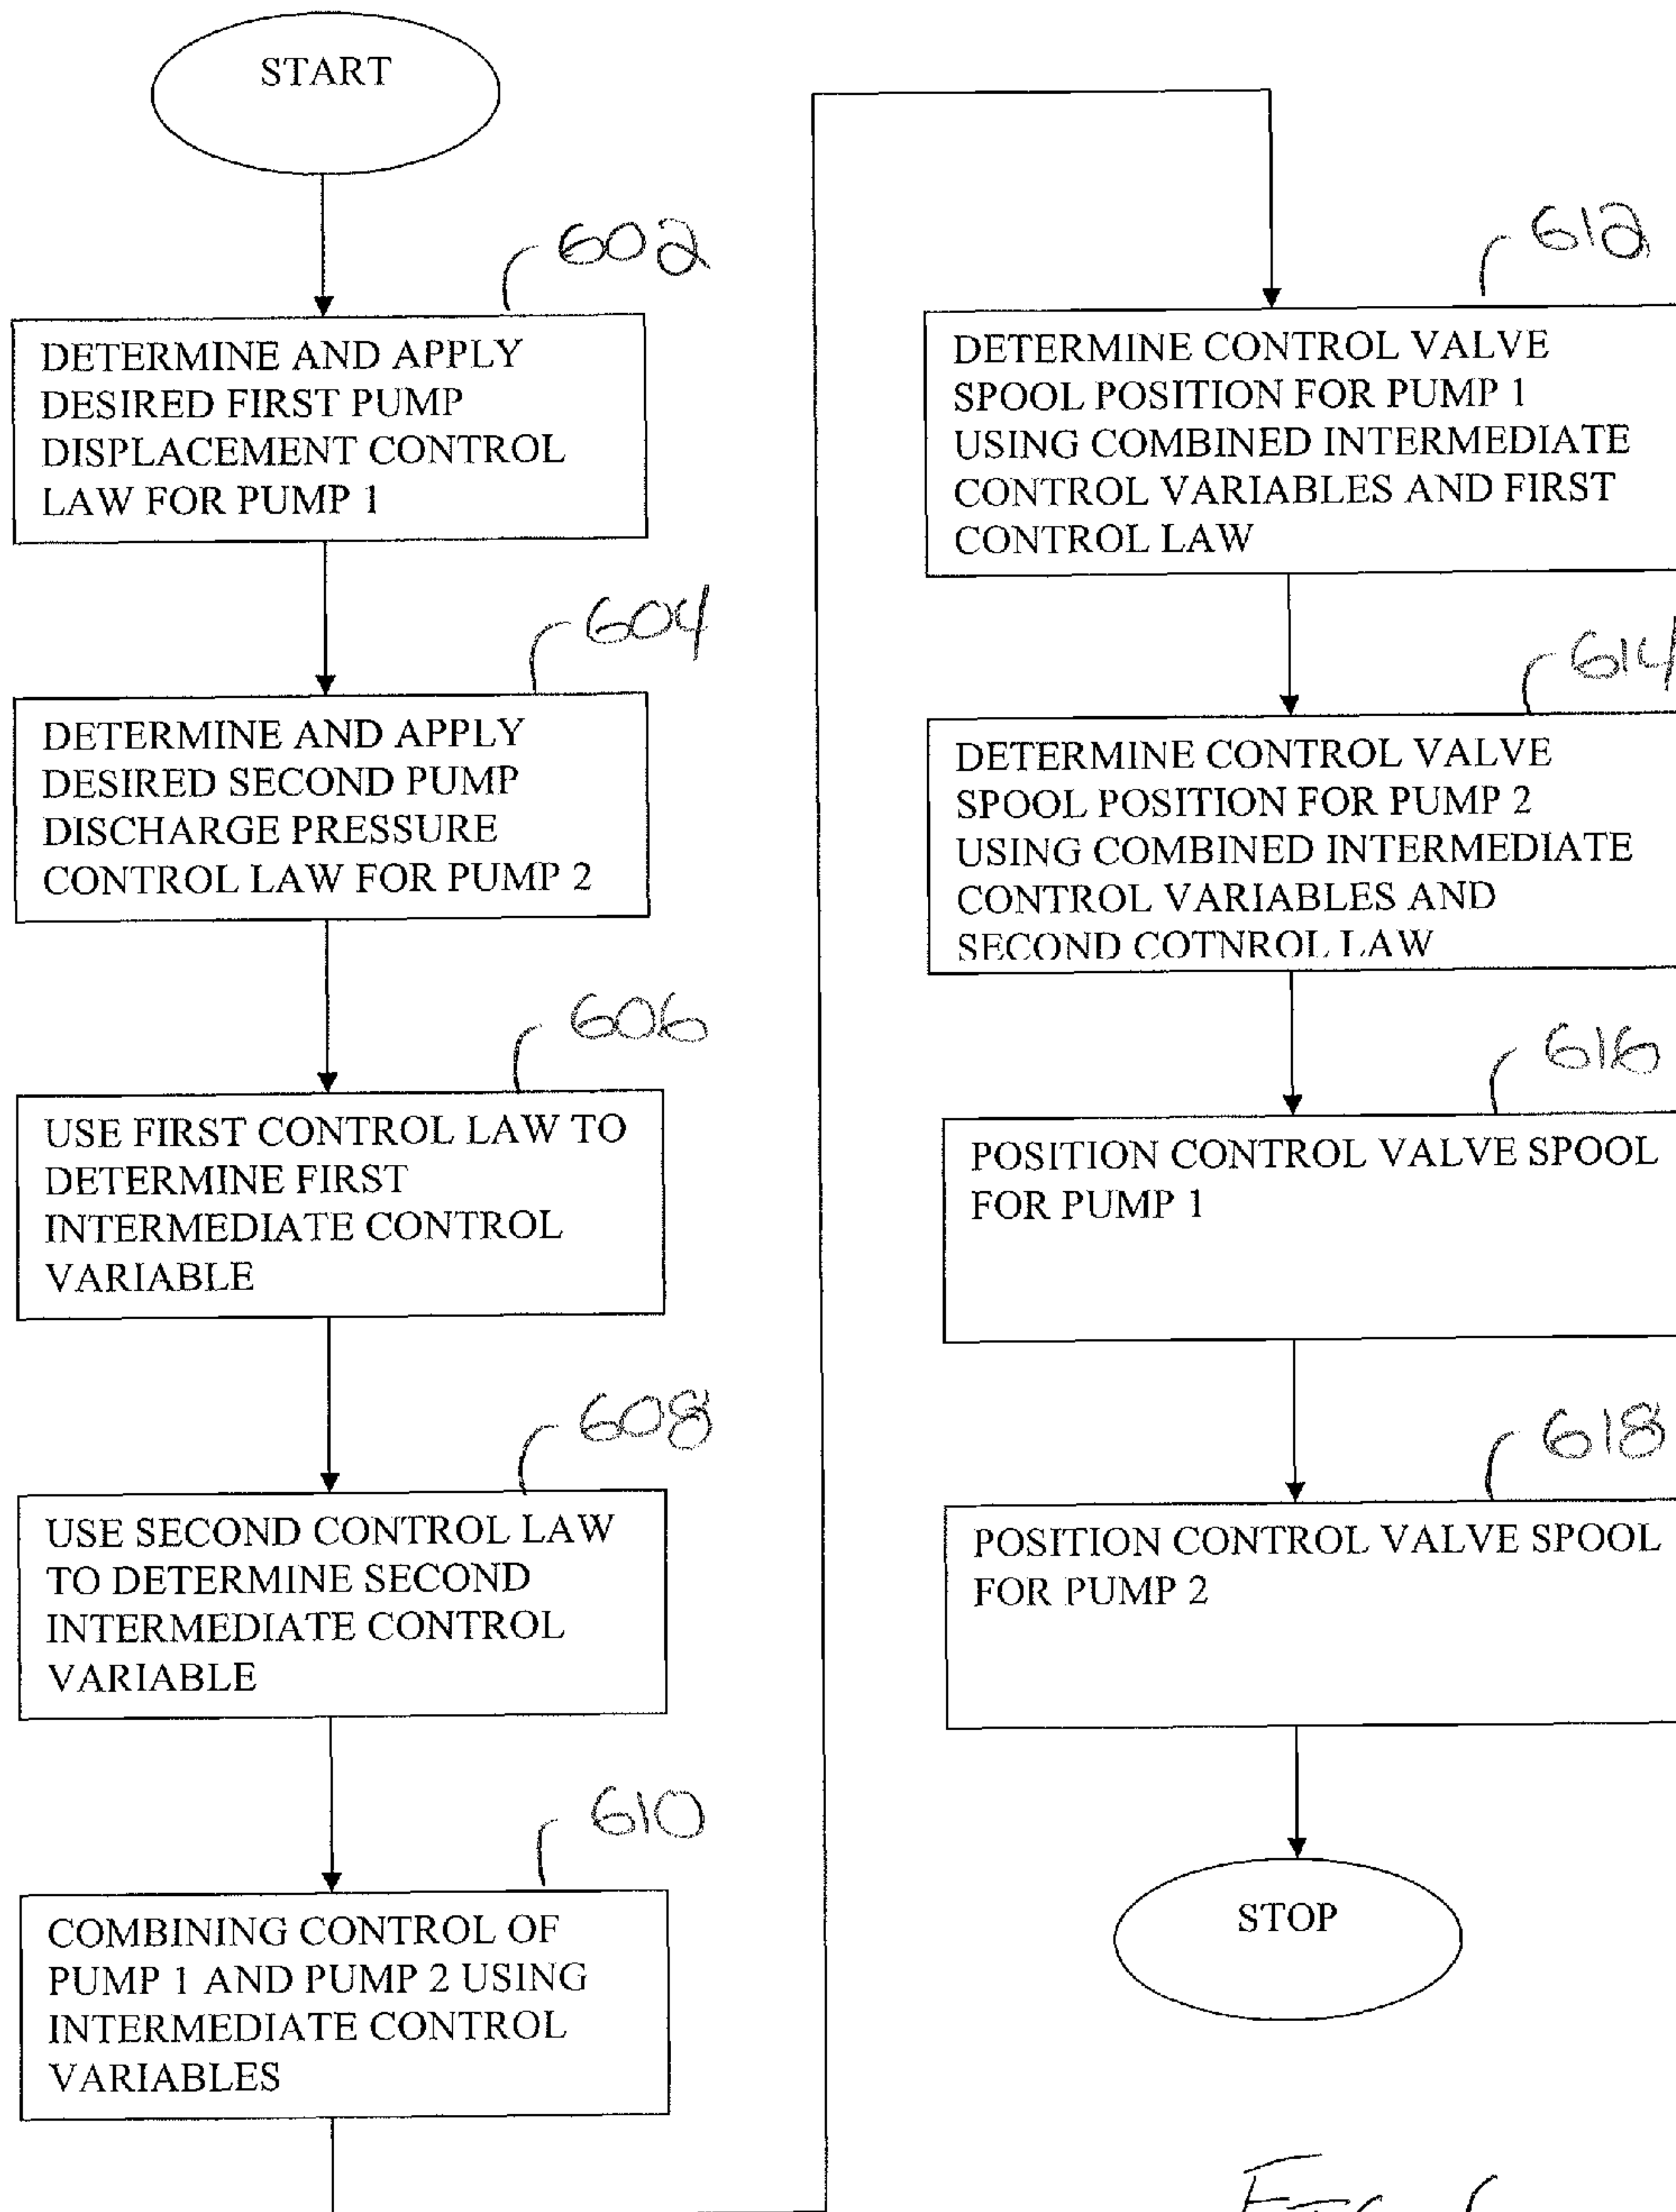 START
602
DETERMINE AND APPLY
DESIRED FIRST PUMP
DISPLACEMENT CONTROL
LAW FOR PUMP 1
604
DETERMINE AND APPLY
DESIRED SECOND PUMP
DISCHARGE PRESSURE
CONTROL LAW FOR PUMP 2
606
USE FIRST CONTROL LAW TO
DETERMINE FIRST
INTERMEDIATE CONTROL
VARIABLE
608
USE SECOND CONTROL LAW
TO DETERMINE SECOND
INTERMEDIATE CONTROL
VARIABLE
610
COMBINING CONTROL OF
PUMP 1 AND PUMP 2 USING
INTERMEDIATE CONTROL
VARIABLES
612
DETERMINE CONTROL VALVE
SPOOL POSITION FOR PUMP 1
USING COMBINED INTERMEDIATE
CONTROL VARIABLES AND FIRST
CONTROL LAW
614
DETERMINE CONTROL VALVE
SPOOL POSITION FOR PUMP 2
USING COMBINED INTERMEDIATE
CONTROL VARIABLES AND
SECOND COTNROL LAW
616
POSITION CONTROL VALVE SPOOL
FOR PUMP 1
618
POSITION CONTROL VALVE SPOOL
FOR PUMP 2
STOP